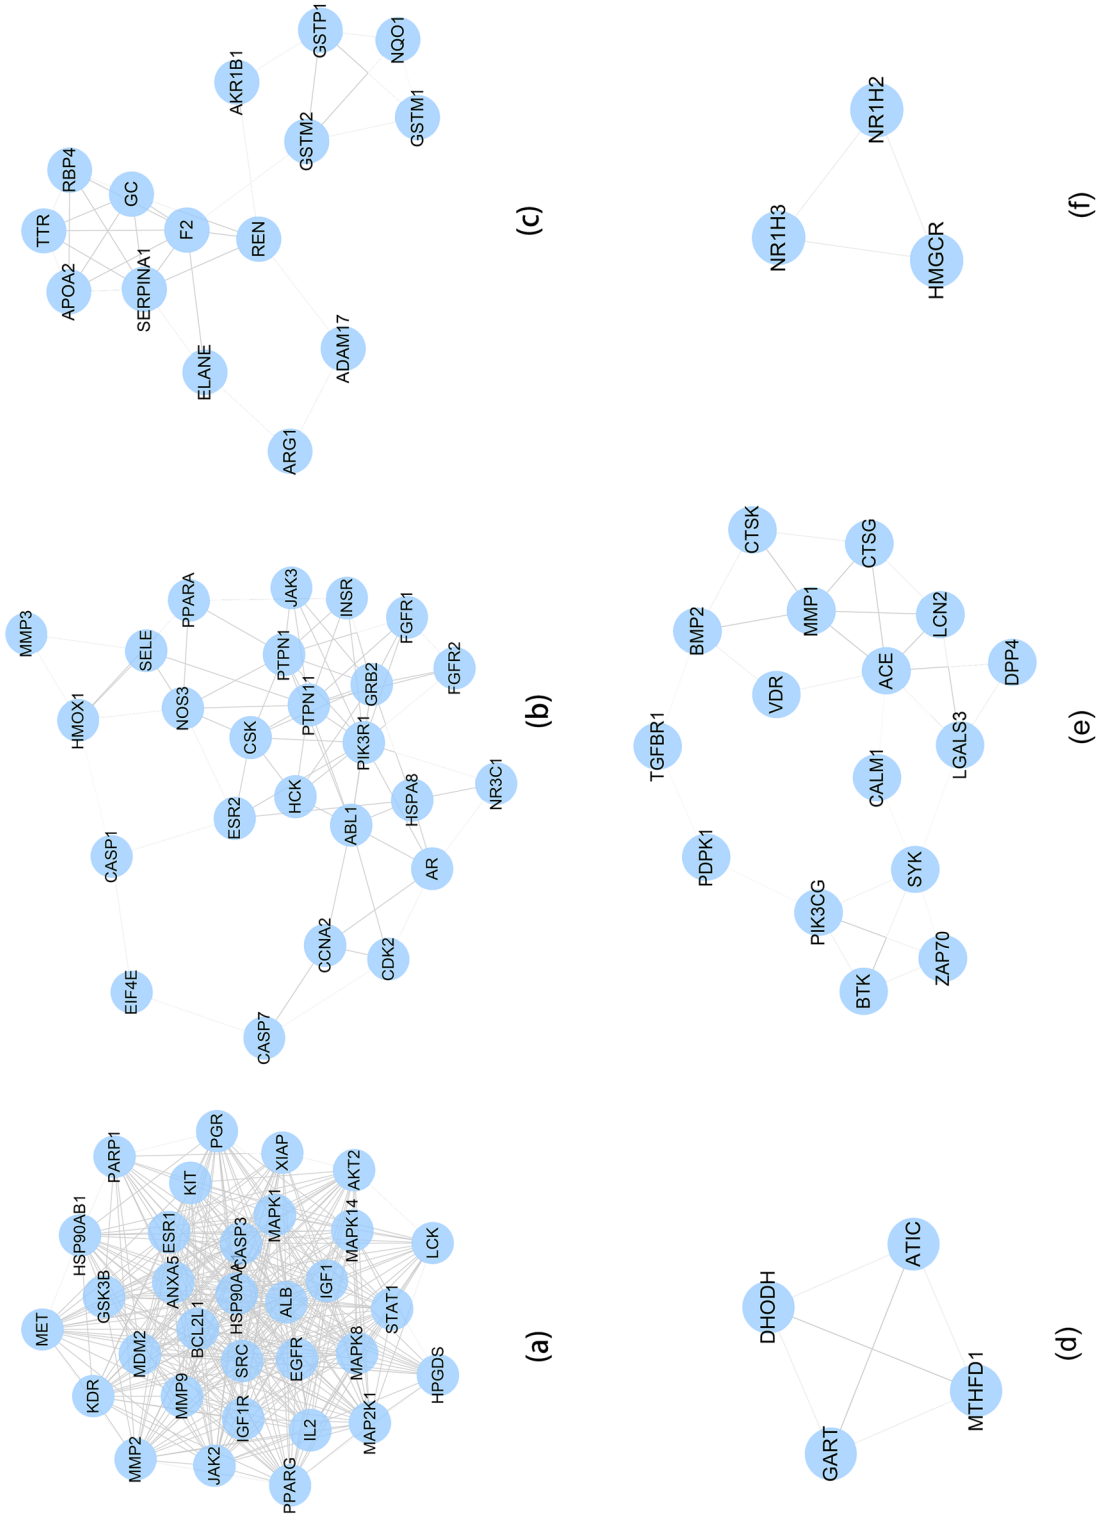 MET
HSP90AB1
PARP1
KDR
GSK3B
PGR
MMP2
MDM2
ANXA5
ESR1
KIT
MMP9
BCL2L1
XIAP
JAK2
IGF1R
SRC
HSP90AA
CASP3
MAPK1
AKT2
PPARG
IL2
EGFR
ALB
IGF1
MAPK14
MAP2K1
MAPK8
STAT1
LCK
HPGDS
(a)
MMP3
HMOX1
SELE
PPARA
CASP1
NOS3
JAK3
EIF4E
ESR2
CSK
PTPN1
INSR
CASP7
HCK
PTPN11
GRB2
FGFR1
CCNA2
ABL1
PIK3R1
FGFR2
CDK2
AR
HSPA8
NR3C1
(b)
TTR
APOA2
RBP4
SERPINA1
GC
F2
ELANE
REN
AKR1B1
GSTP1
NQO1
ARG1
ADAM17
GSTM2
GSTM1
(c)
DHODH
GART
ATIC
MTHFD1
(d)
TGFBR1
BMP2
CTSK
PDPK1
VDR
MMP1
CTSG
PIK3CG
CALM1
ACE
LCN2
BTK
SYK
LGALS3
DPP4
ZAP70
(e)
NR1H3
NR1H2
HMGCR
(f)